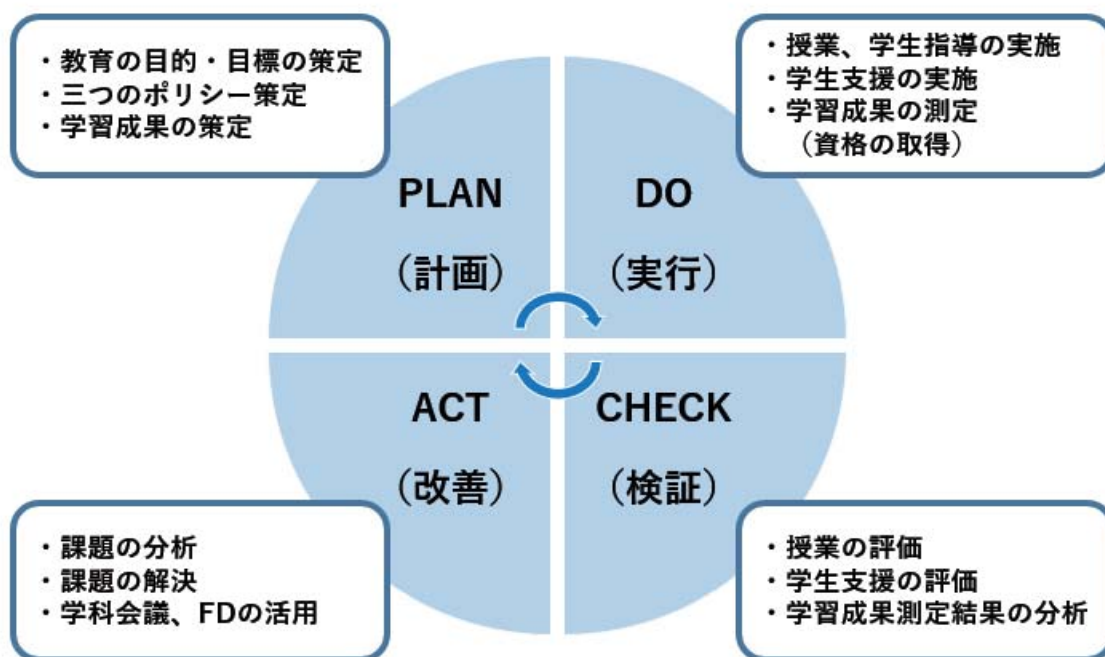 ・教育の目的・目標の策定
・三つのポリシー策定
・学習成果の策定
・授業、学生指導の実施
・学生支援の実施
・学習成果の測定
（資格の取得）
PLAN
（計画）
DO
（実行）
ACT
（改善）
CHECK
（検証）
・課題の分析
・課題の解決
・学科会議、FDの活用
・授業の評価
・学生支援の評価
・学習成果測定結果の分析